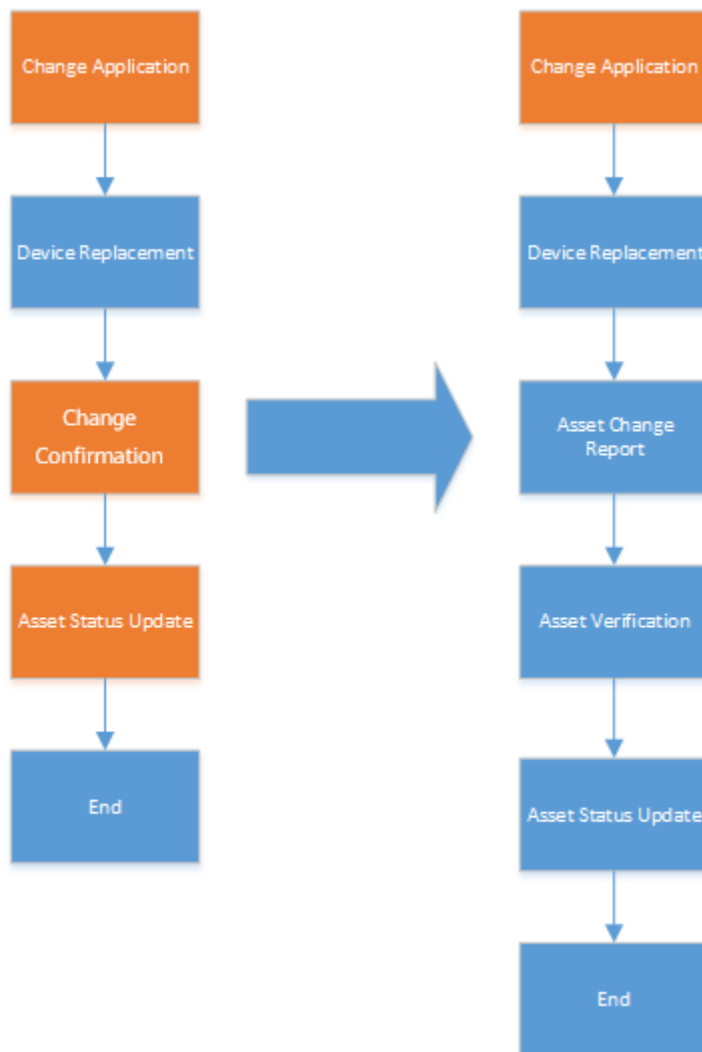 Change Application
Device Replacement
Change
Confirmation
Asset Status Update
End
Change Application
Device Replacement
Asset Change
Report
Asset Verification
Asset Status Update
End